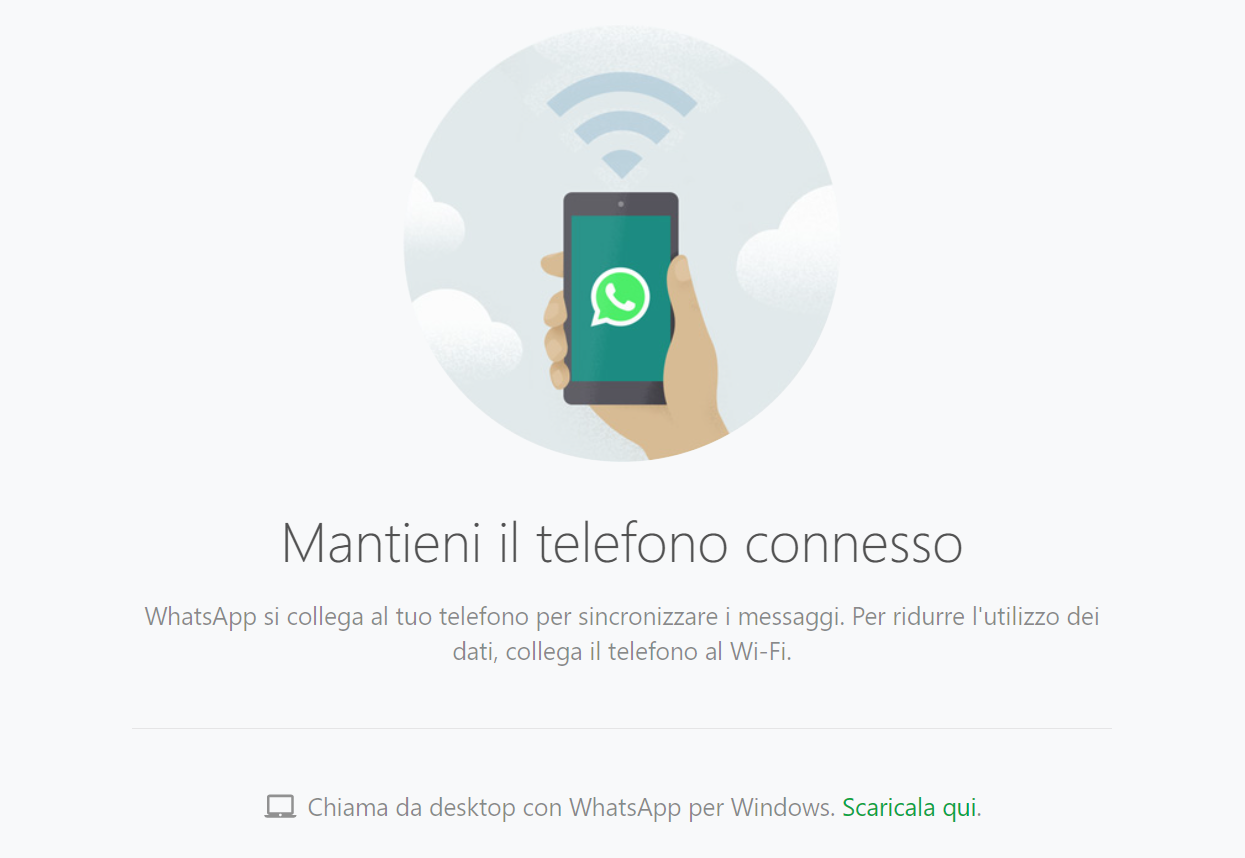 Mantieni il telefono connesso
WhatsApp si collega al tuo telefono per sincronizzare i messaggi. Per ridurre l'utilizzo dei
dati, collega il telefono al Wi-Fi.
Chiama da desktop con WhatsApp per Windows. Scaricala qui.